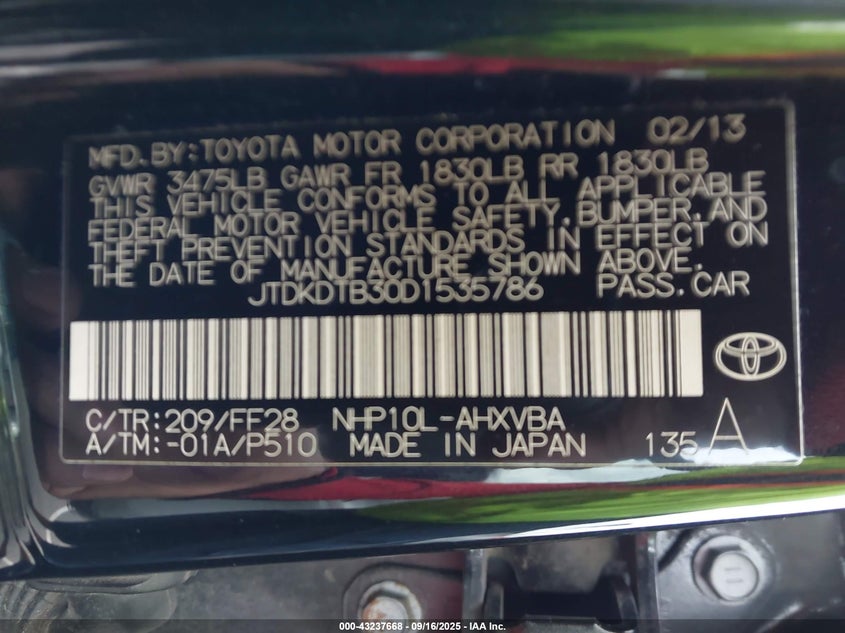 MFD.BY:TOYOTA MOTOR CORPORATION 02/13
GVWR 3475LB GAWR FR 1830LB RR 1830LB
THIS VEHICLE CONFORMS TO ALL APPLICABLE
FEDERAL MOTOR VEHICLE SAFETY,BUMPER,AND
THEFT PREVENTION STANDARDS IN EFFECT ON
THE DATE OF MANUFACTURE SHOWN ABOVE.
JTDKDTB30D1535786 PASS.CAR
C/TR:209/FF28 NHP10L-AHXVBA
A/TM:-01A/P510 MADE IN JAPAN 135 A
000-43237668 - 09/16/2025 - IAA Inc.